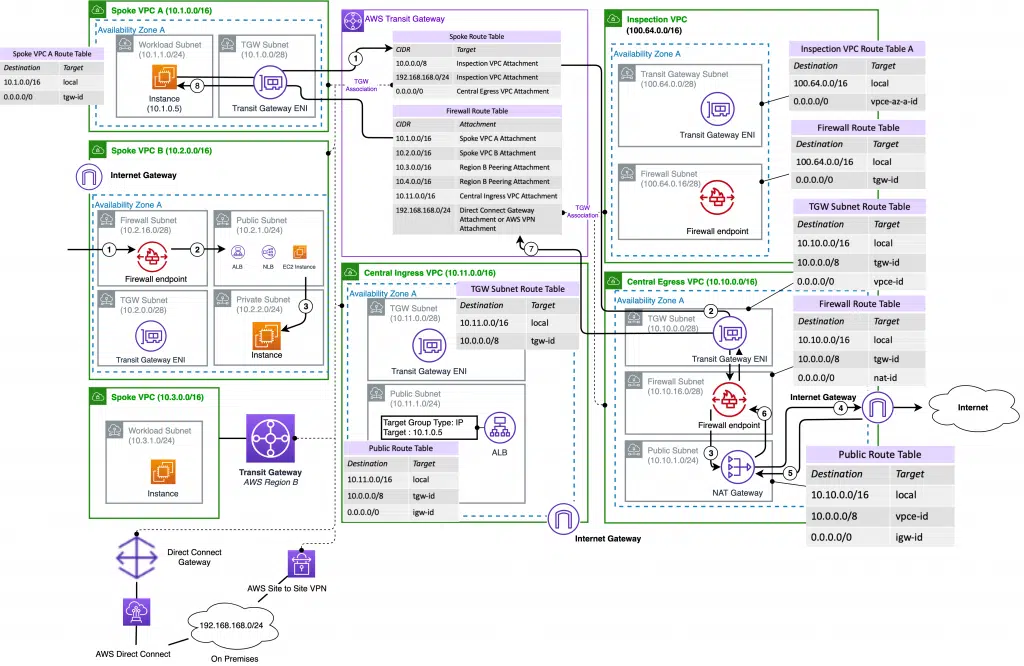 Spoke VPC A (10.1.0.0/16)
Availability Zone A
Workload Subnet
(10.1.1.0/24)
Instance
(10.1.0.5)
TGW Subnet
(10.1.0.0/28)
Transit Gateway ENI
8
1
Spoke VPC A Route Table
Destination Target
10.1.0.0/16 local
0.0.0.0/0 tgw-id
TGW
Association
AWS Transit Gateway
Spoke Route Table
CIDR Target
10.0.0.0/8 Inspection VPC Attachment
192.168.168.0/24 Inspection VPC Attachment
0.0.0.0/0 Central Egress VPC Attachment
Firewall Route Table
CIDR Attachment
10.1.0.0/16 Spoke VPC A Attachment
10.2.0.0/16 Spoke VPC B Attachment
10.3.0.0/16 Region B Peering Attachment
10.4.0.0/16 Region B Peering Attachment
10.11.0.0/16 Central Ingress VPC Attachment
192.168.168.0/24 Direct Connect Gateway
Attachment or AWS VPN
Attachment
7
TGW
Association
Inspection VPC
(100.64.0.0/16)
Availability Zone A
Transit Gateway Subnet
(100.64.0.0/28)
Transit Gateway ENI
Firewall Subnet
(100.64.0.16/28)
Firewall endpoint
Inspection VPC Route Table A
Destination Target
100.64.0.0/16 local
0.0.0.0/0 vpce-az-a-id
Firewall Route Table
Destination Target
100.64.0.0/16 local
0.0.0.0/0 tgw-id
Spoke VPC B (10.2.0.0/16)
Internet Gateway
Availability Zone A
Firewall Subnet
(10.2.16.0/28)
1
Firewall endpoint
2
Public Subnet
(10.2.1.0/24)
ALB
NLB
EC2 Instance
3
TGW Subnet
(10.2.0.0/28)
Transit Gateway ENI
Private Subnet
(10.2.2.0/24)
Instance
Spoke VPC (10.3.0.0/16)
Workload Subnet
(10.3.1.0/24)
Instance
Transit Gateway
AWS Region B
Direct Connect
Gateway
AWS Direct Connect
AWS Site to Site VPN
192.168.168.0/24
On Premises
Central Ingress VPC (10.11.0.0/16)
Availability Zone A
TGW Subnet
(10.11.0.0/28)
Transit Gateway ENI
TGW Subnet Route Table
Destination Target
10.11.0.0/16 local
10.0.0.0/8 tgw-id
Public Subnet
(10.11.1.0/24)
Target Group Type: IP
Target : 10.1.0.5
ALB
Public Route Table
Destination Target
10.11.0.0/16 local
10.0.0.0/8 tgw-id
0.0.0.0/0 igw-id
Internet Gateway
Central Egress VPC (10.10.0.0/16)
Availability Zone A
TGW Subnet
(10.10.0.0/28)
2
Transit Gateway ENI
Firewall Subnet
(10.10.16.0/28)
Firewall endpoint
6
Public Subnet
(10.10.1.0/24)
3
NAT Gateway
5
4
Internet Gateway
Internet
TGW Subnet Route Table
Destination Target
10.10.0.0/16 local
10.0.0.0/8 tgw-id
0.0.0.0/0 vpce-id
Firewall Route Table
Destination Target
10.10.0.0/16 local
10.0.0.0/8 tgw-id
0.0.0.0/0 nat-id
Public Route Table
Destination Target
10.10.0.0/16 local
10.0.0.0/8 vpce-id
0.0.0.0/0 igw-id